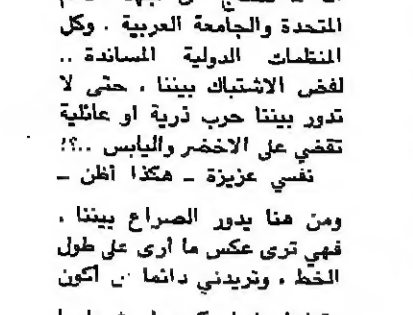 المتحدة والجامعة العربية . وكل
المنظمات الدولية المساندة ..
لفض الاشتباك بيننا ، حتى لا
تدور بيننا حرب ذرية او عائلية
تقضي على الاخضر واليابس ..؟!
نفسي عزيزة ـ هكذا أظن ـ
ومن هنا يدور الصراع بيننا .
فهي ترى عكس ما أرى على طول
الخط ، وتريدني دائما اكون